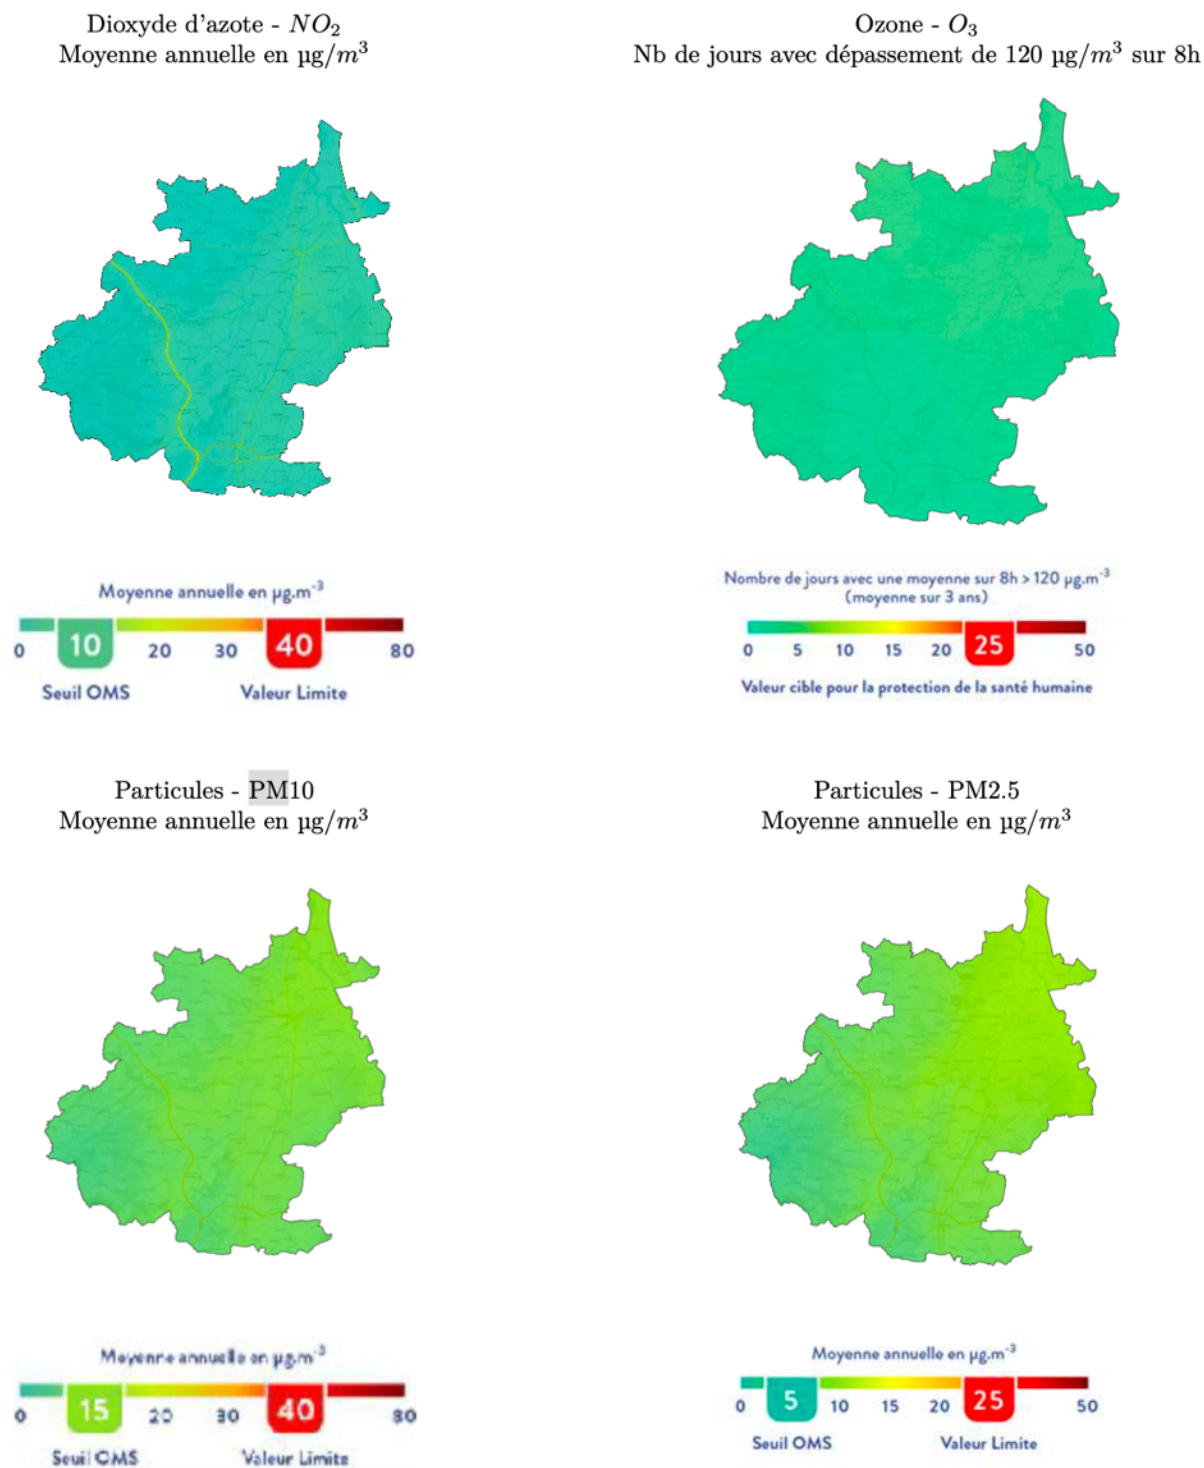 Dioxyde d'azote - NO₂
Moyenne annuelle en µg/m³
Ozone - O₃
Nb de jours avec dépassement de 120 µg/m³ sur 8h
Moyenne annuelle en µg.m⁻³
0 10 20 30 40 80
Seuil OMS Valeur Limite
Nombre de jours avec une moyenne sur 8h > 120 µg.m⁻³
(moyenne sur 3 ans)
0 5 10 15 20 25 50
Valeur cible pour la protection de la santé humaine
Particules - PM10
Moyenne annuelle en µg/m³
Particules - PM2.5
Moyenne annuelle en µg/m³
Moyenne annuelle en µg.m⁻³
0 15 20 30 40 80
Seuil OMS Valeur Limite
Moyenne annuelle en µg.m⁻³
0 5 10 15 20 25 50
Seuil OMS Valeur Limite